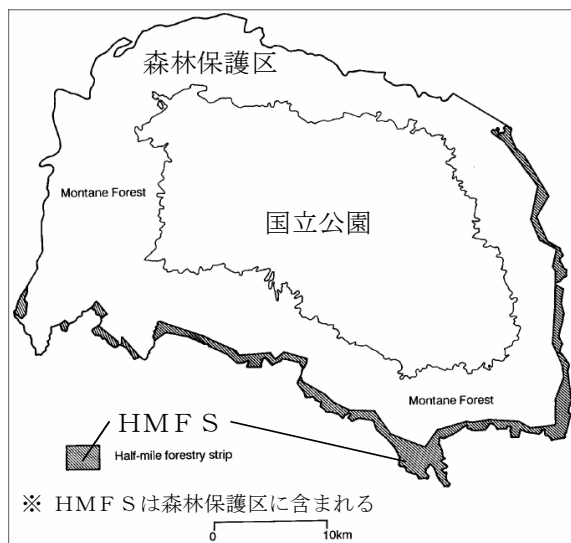 森林保護区
Montane Forest
国立公園
Montane Forest
ＨＭＦＳ
Half-mile forestry strip
※ ＨＭＦＳは森林保護区に含まれる
0 10km